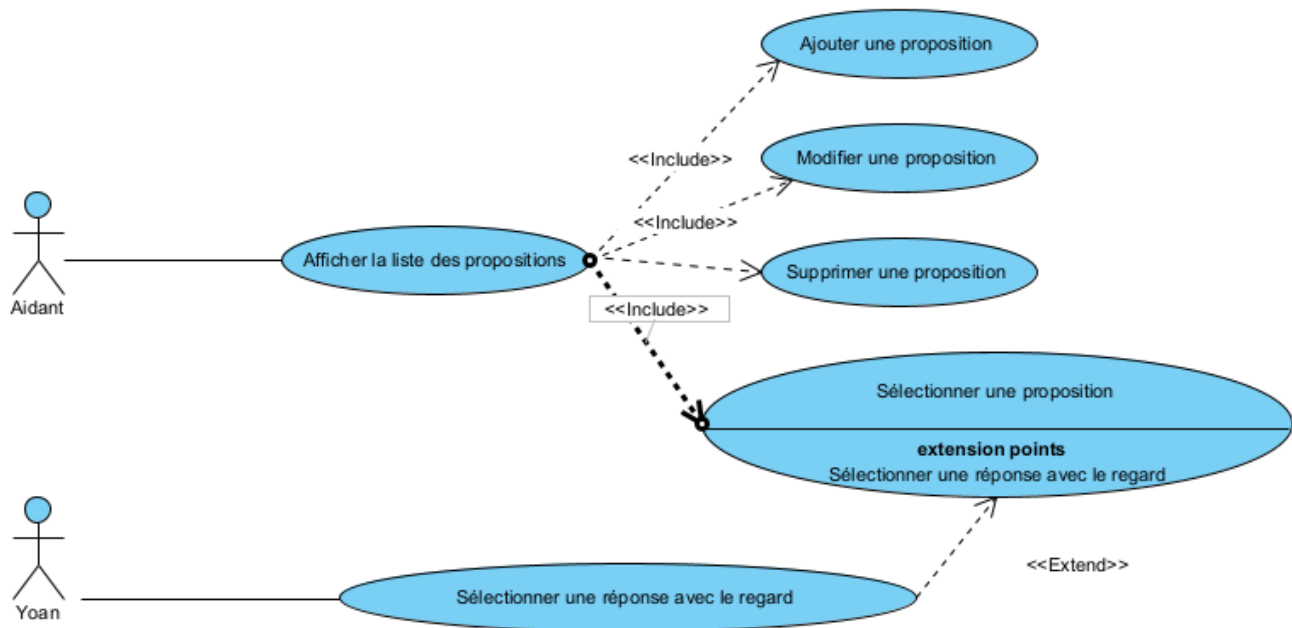 Ajouter une proposition
<<Include>>
Modifier une proposition
<<Include>>
Afficher la liste des propositions
Supprimer une proposition
Aidant
<<Include>>
Sélectionner une proposition
extension points
Sélectionner une réponse avec le regard
<<Extend>>
Yoan
Sélectionner une réponse avec le regard